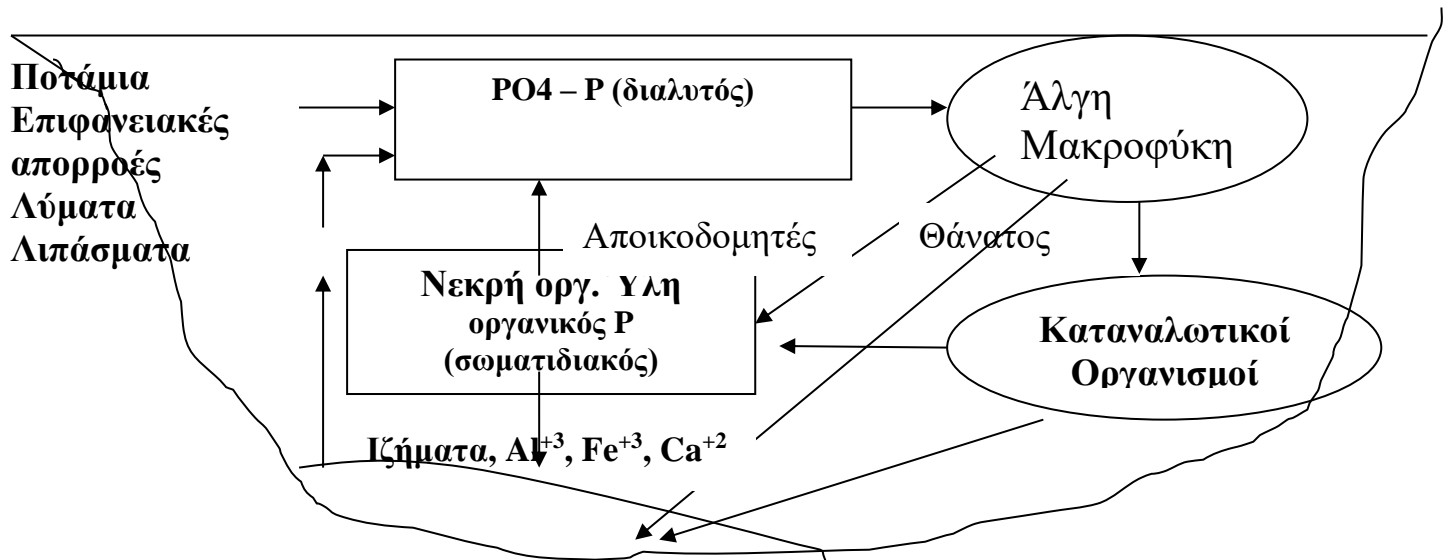 Ποτάμια
Επιφανειακές
απορροές
Λύματα
Λιπάσματα
PO4 – P (διαλυτός)
Άλγη
Μακροφύκη
Αποικοδομητές
Θάνατος
Νεκρή οργ. Ύλη
οργανικός P
(σωματιδιακός)
Καταναλωτικοί
Οργανισμοί
Ιζήματα, Al+3, Fe+3, Ca+2